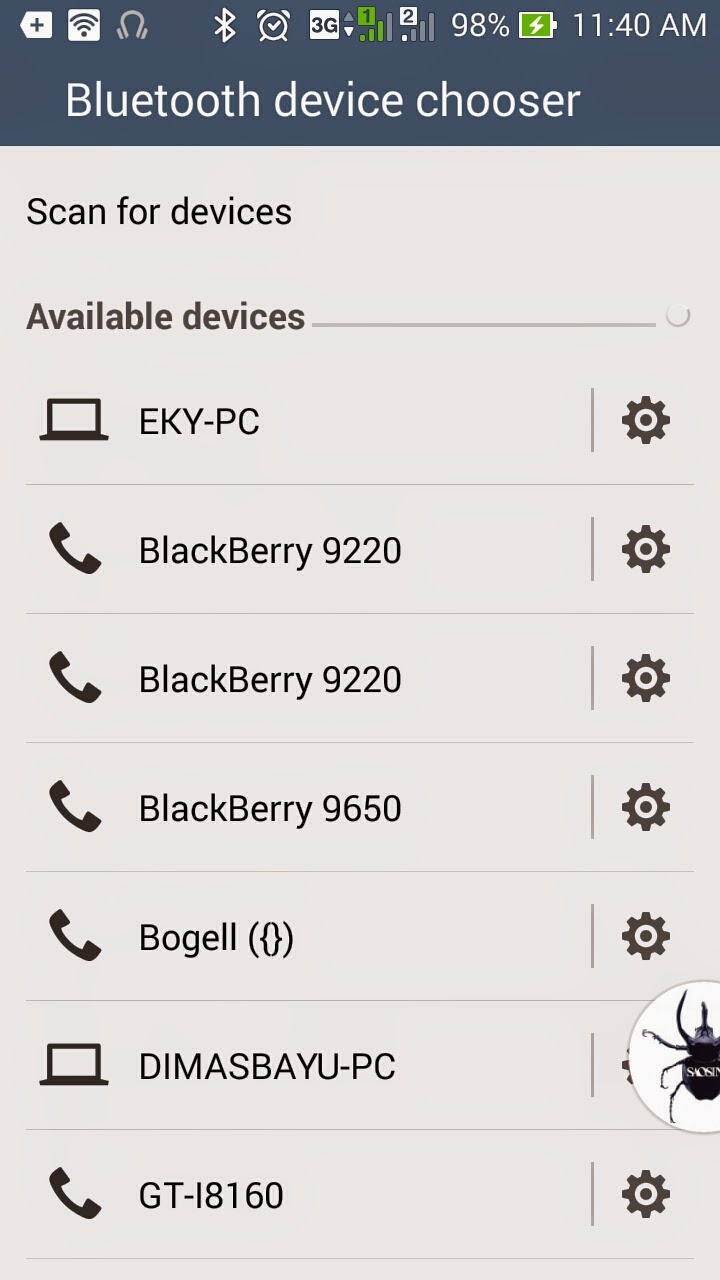 3G 1 2 98% 11:40 AM
Bluetooth device chooser
Scan for devices
Available devices
EKY-PC
BlackBerry 9220
BlackBerry 9220
BlackBerry 9650
Bogell ({})
DIMASBAYU-PC
SAOSIN
GT-I8160